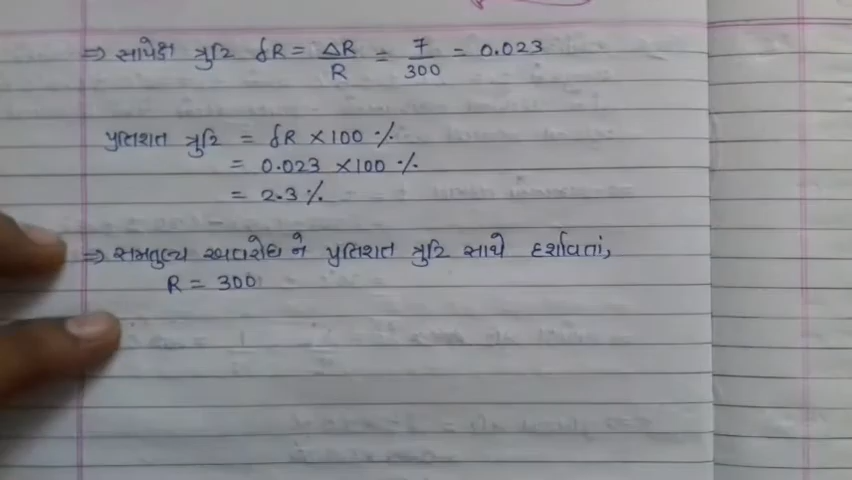 ⇒ સાપેક્ષ ત્રુટિ δR = ΔR/R = 7/300 = 0.023
પ્રતિશત ત્રુટિ = δR × 100 %
= 0.023 × 100 %
= 2.3 %
⇒ સમતુલ્ય અવરોધ ને પ્રતિશત ત્રુટિ સાથે દર્શાવતાં,
R = 300